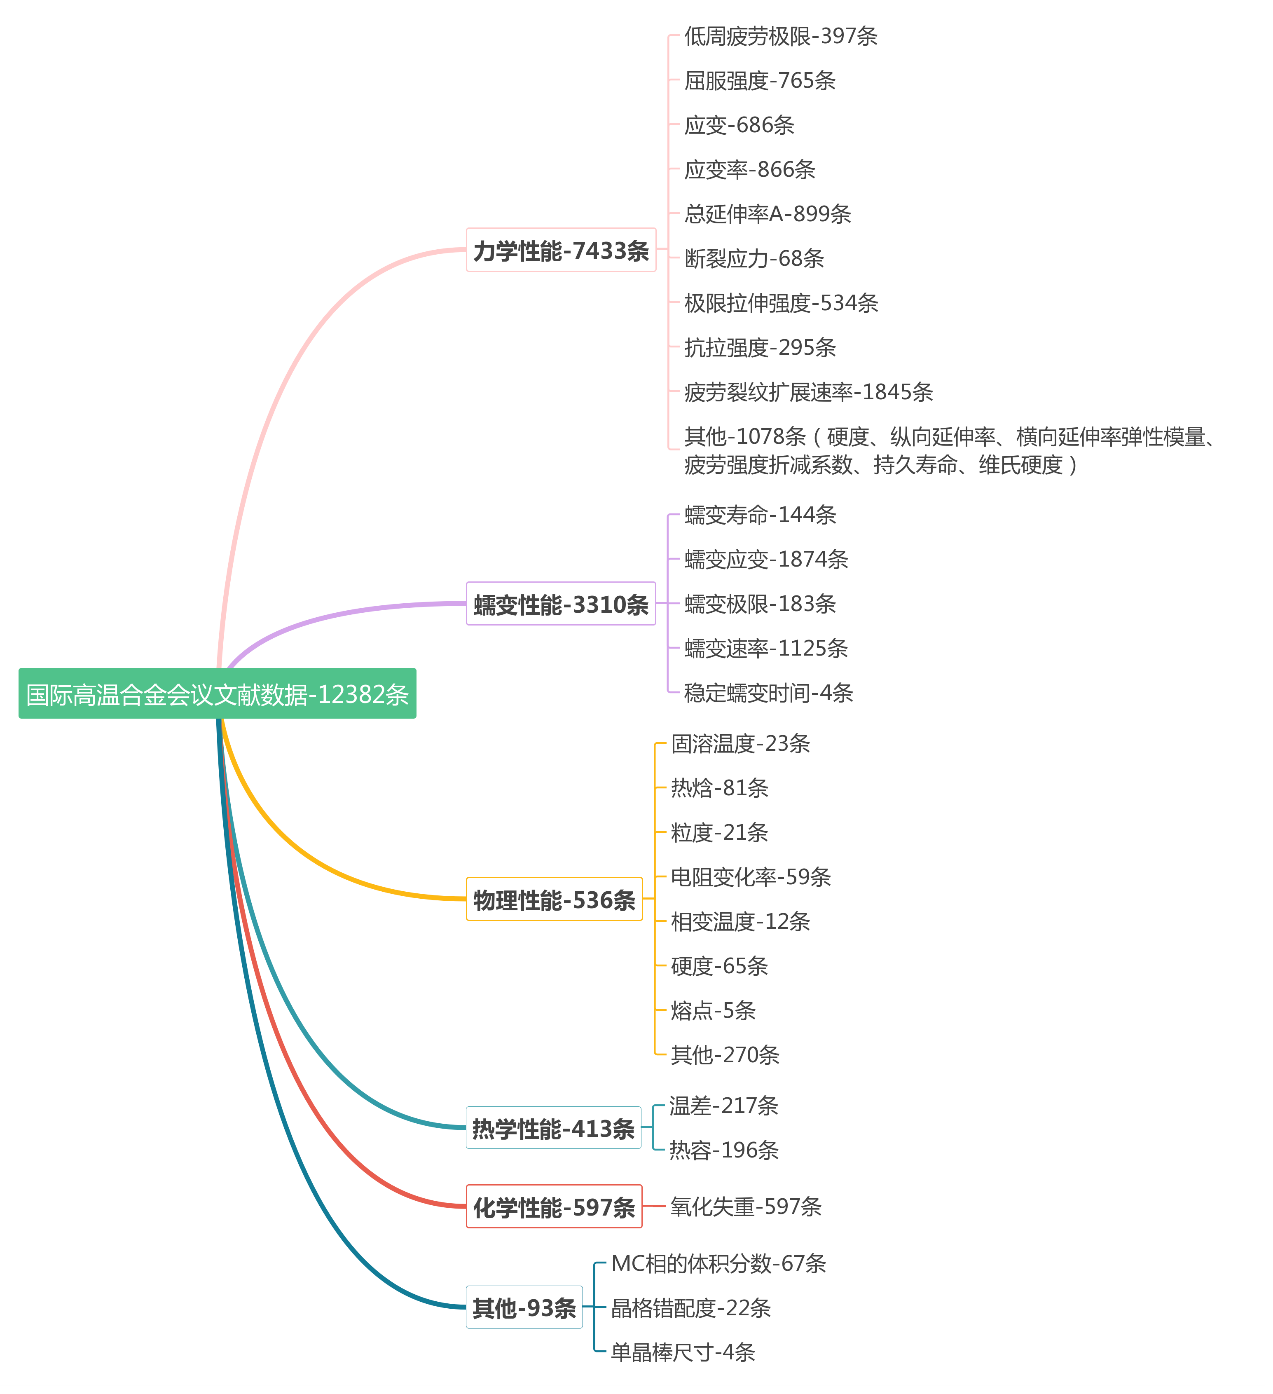 低周疲劳极限-397条
屈服强度-765条
应变-686条
应变率-866条
总延伸率A-899条
力学性能-7433条
断裂应力-68条
极限拉伸强度-534条
抗拉强度-295条
疲劳裂纹扩展速率-1845条
其他-1078条（硬度、纵向延伸率、横向延伸率弹性模量、
疲劳强度折减系数、持久寿命、维氏硬度）
蠕变寿命-144条
蠕变应变-1874条
蠕变性能-3310条
蠕变极限-183条
蠕变速率-1125条
稳定蠕变时间-4条
国际高温合金会议文献数据-12382条
固溶温度-23条
热焓-81条
粒度-21条
电阻变化率-59条
物理性能-536条
相变温度-12条
硬度-65条
熔点-5条
其他-270条
温差-217条
热学性能-413条
热容-196条
化学性能-597条
氧化失重-597条
MC相的体积分数-67条
其他-93条
晶格错配度-22条
单晶棒尺寸-4条